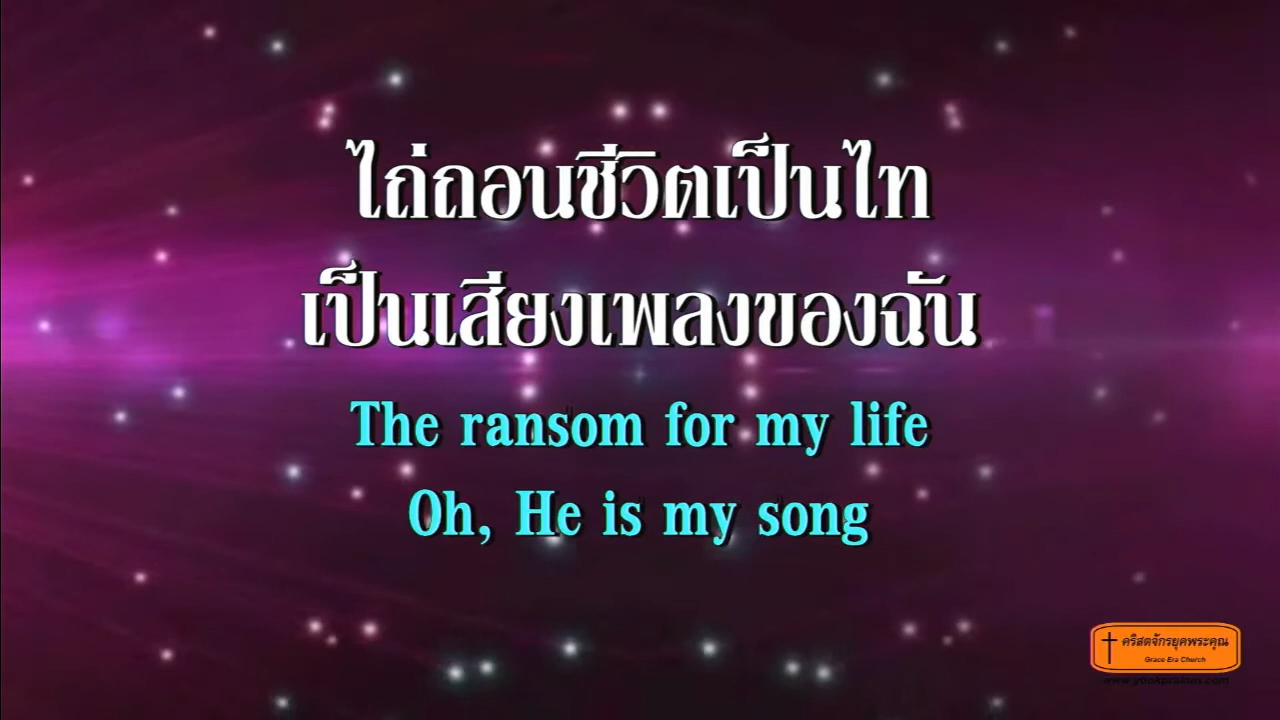 ไถ่ถอนชีวิตเป็นไท
เป็นเสียงเพลงของฉัน
The ransom for my life
Oh, He is my song
คริสตจักรยุคพระคุณ
Grace Era Church